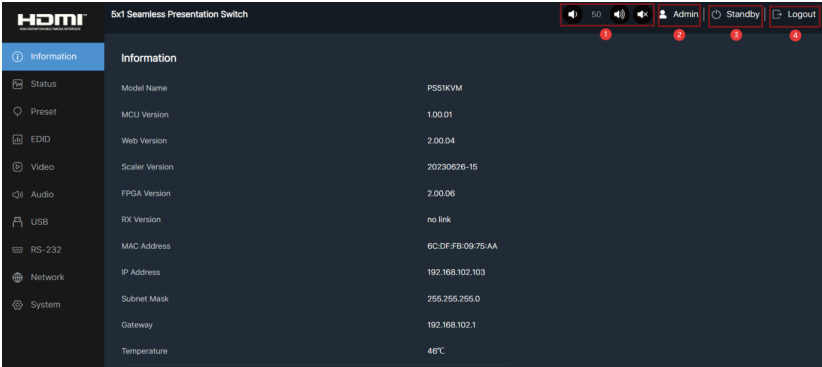 HDMI
HIGH-DEFINITION MULTIMEDIA INTERFACE
5x1 Seamless Presentation Switch
50
Admin
Standby
Logout
1
2
3
4
Information
Status
Preset
EDID
Video
Audio
USB
RS-232
Network
System
Information
Model Name PS51KVM
MCU Version 1.00.01
Web Version 2.00.04
Scaler Version 20230626-15
FPGA Version 2.00.06
RX Version no link
MAC Address 6C:DF:FB:09:75:AA
IP Address 192.168.102.103
Subnet Mask 255.255.255.0
Gateway 192.168.102.1
Temperature 46℃